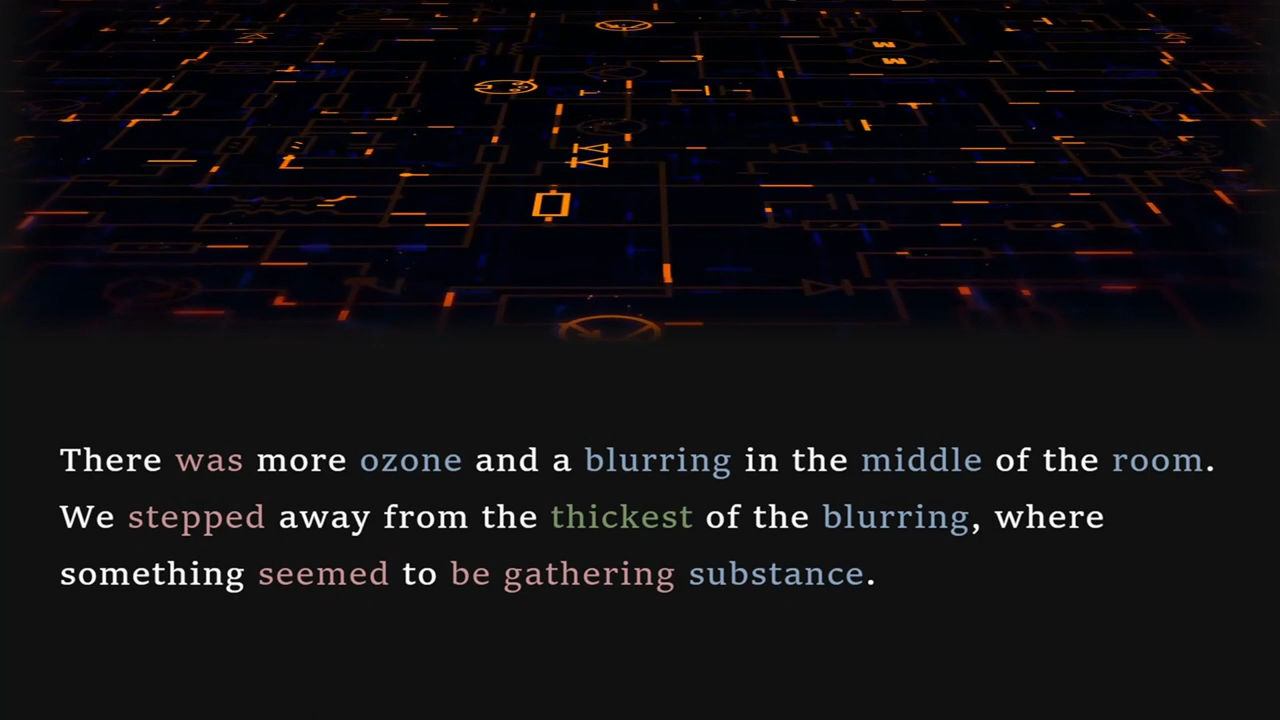 There was more ozone and a blurring in the middle of the room.
We stepped away from the thickest of the blurring, where
something seemed to be gathering substance.